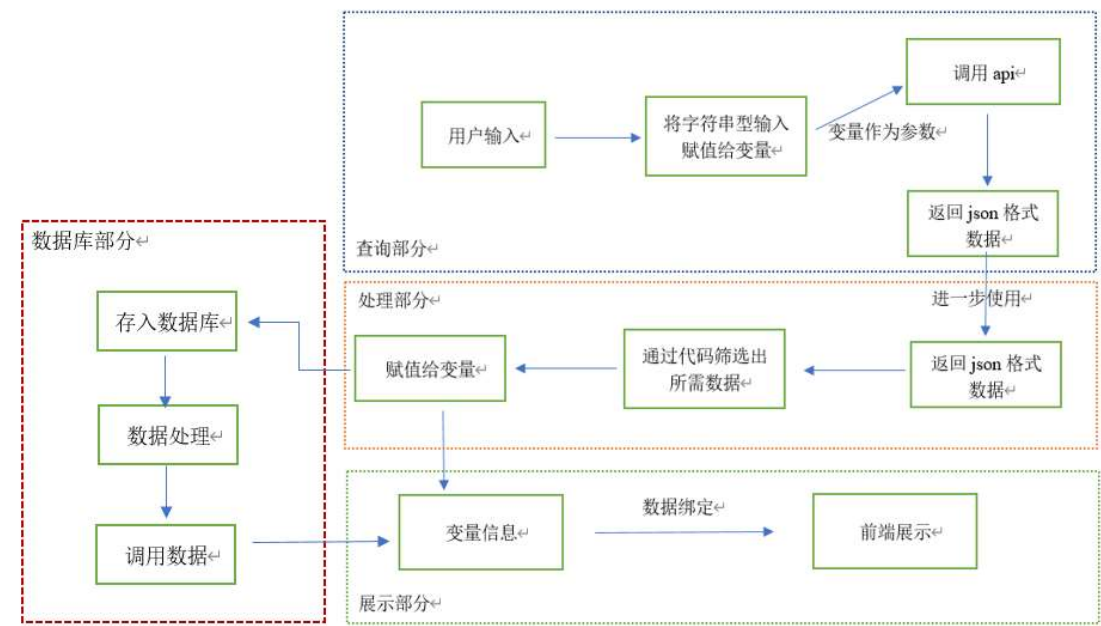 用户输入
将字符串型输入
赋值给变量
变量作为参数
调用 api
返回 json 格式
数据
查询部分
数据库部分
存入数据库
数据处理
调用数据
处理部分
进一步使用
返回 json 格式
数据
通过代码筛选出
所需数据
赋值给变量
变量信息
数据绑定
前端展示
展示部分